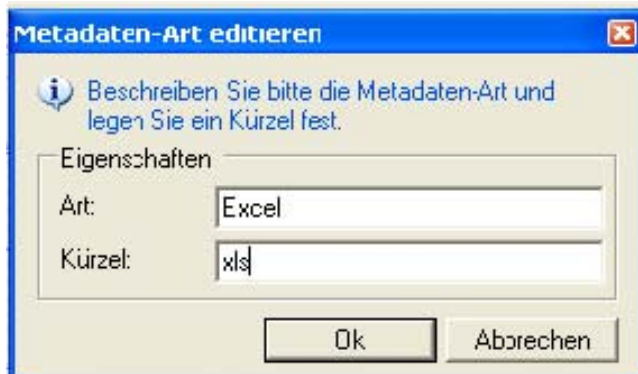 Metadaten-Art editieren
Beschreiben Sie bitte die Metadaten-Art und
legen Sie ein Kürzel fest.
Eigenschaften
Art: Excel
Kürzel: xls
Ok Abbrechen